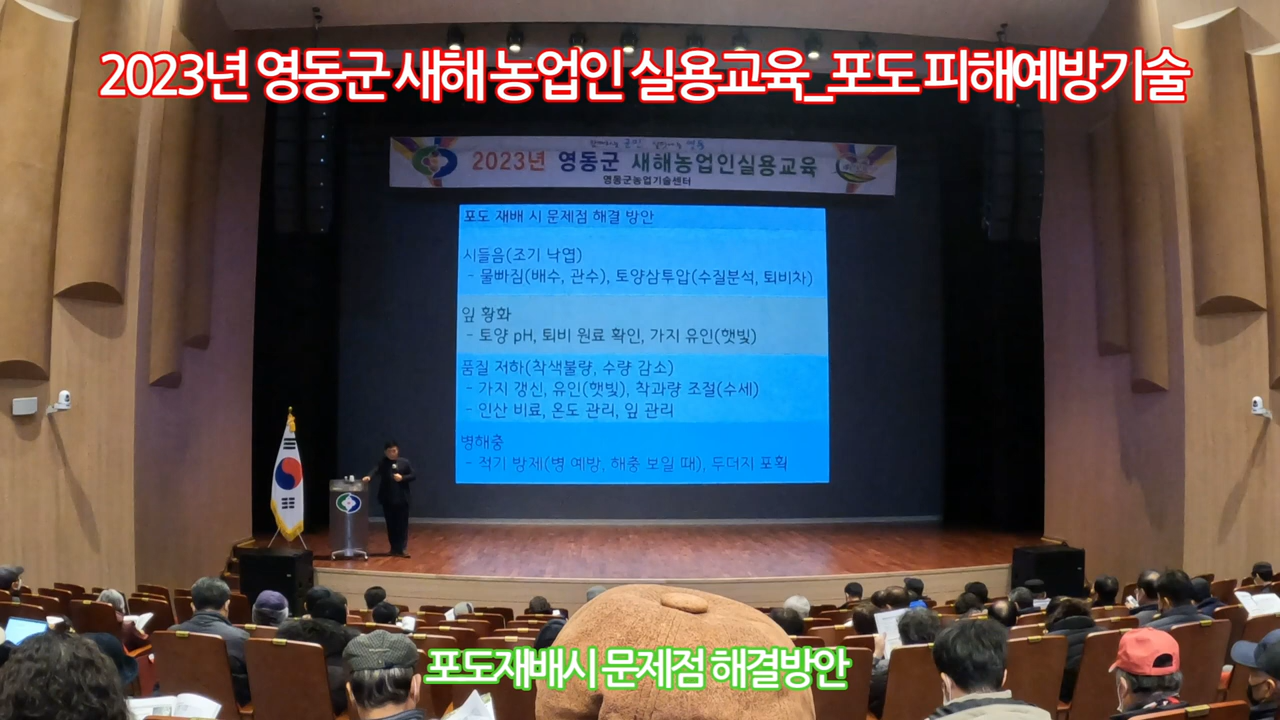 2023년 영동군 새해 농업인 실용교육_포도 피해예방기술
2023년 영동군 새해농업인실용교육
영동군농업기술센터
포도 재배 시 문제점 해결 방안
시들음(조기 낙엽)
- 물빠짐(배수, 관수), 토양삼투압(수질분석, 퇴비차)
잎 황화
- 토양 pH, 퇴비 원료 확인, 가지 유인(햇빛)
품질 저하(착색불량, 수량 감소)
- 가지 갱신, 유인(햇빛), 착과량 조절(수세)
- 인산 비료, 온도 관리, 잎 관리
병해충
- 적기 방제(병 예방, 해충 보일 때), 두더지 포획
포도재배시 문제점 해결방안